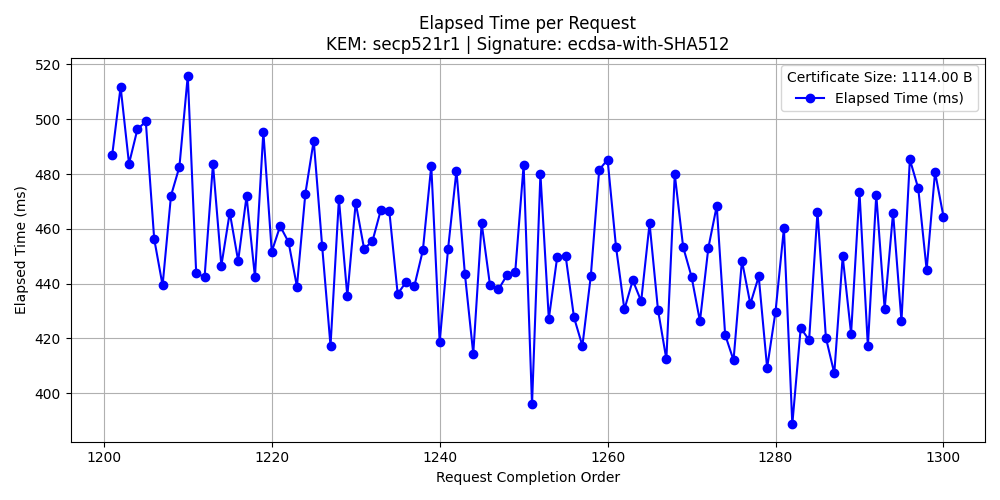 Elapsed Time per Request
KEM: secp521r1 | Signature: ecdsa-with-SHA512
Certificate Size: 1114.00 B
Elapsed Time (ms)
Elapsed Time (ms)
520
500
480
460
440
420
400
1200
1220
1240
1260
1280
1300
Request Completion Order